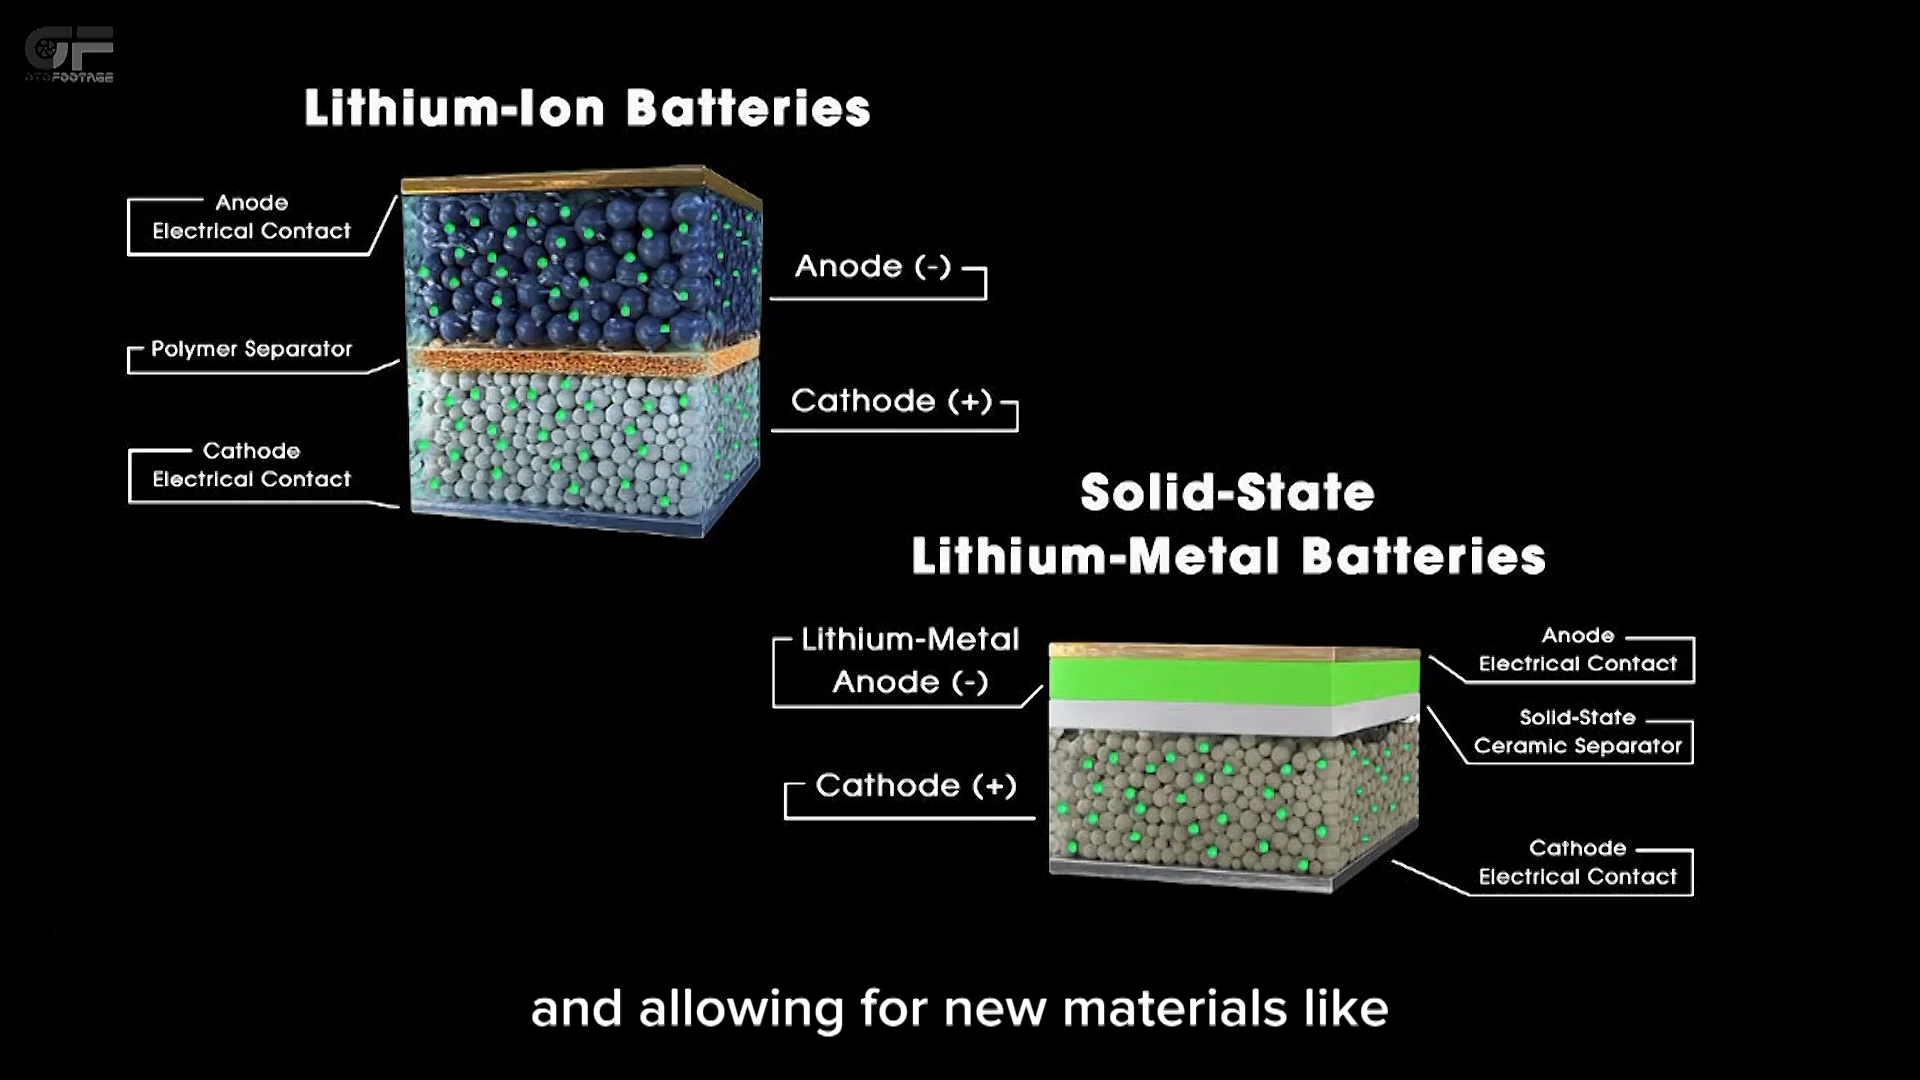 OTOFOOTAGE
Lithium-Ion Batteries
Anode
Electrical Contact
Polymer Separator
Cathode
Electrical Contact
Anode (-)
Cathode (+)
Solid-State
Lithium-Metal Batteries
Lithium-Metal
Anode (-)
Cathode (+)
Anode
Electrical Contact
Solid-State
Ceramic Separator
Cathode
Electrical Contact
and allowing for new materials like